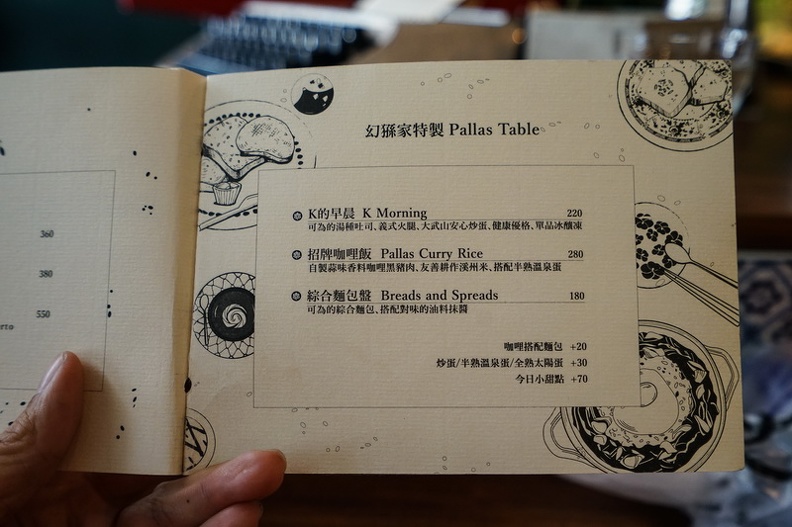 360
380
erto 550
幻猻家特製 Pallas Table
K的早晨 K Morning 220
可為的湯種吐司、義式火腿、大武山安心炒蛋、健康優格、單品冰釀凍
招牌咖哩飯 Pallas Curry Rice 280
自製蒜味香料咖哩黑豬肉、友善耕作溪州米、搭配半熟溫泉蛋
綜合麵包盤 Breads and Spreads 180
可為的綜合麵包、搭配對味的油料抹醬
咖哩搭配麵包 +20
炒蛋/半熟溫泉蛋/全熟太陽蛋 +30
今日小甜點 +70